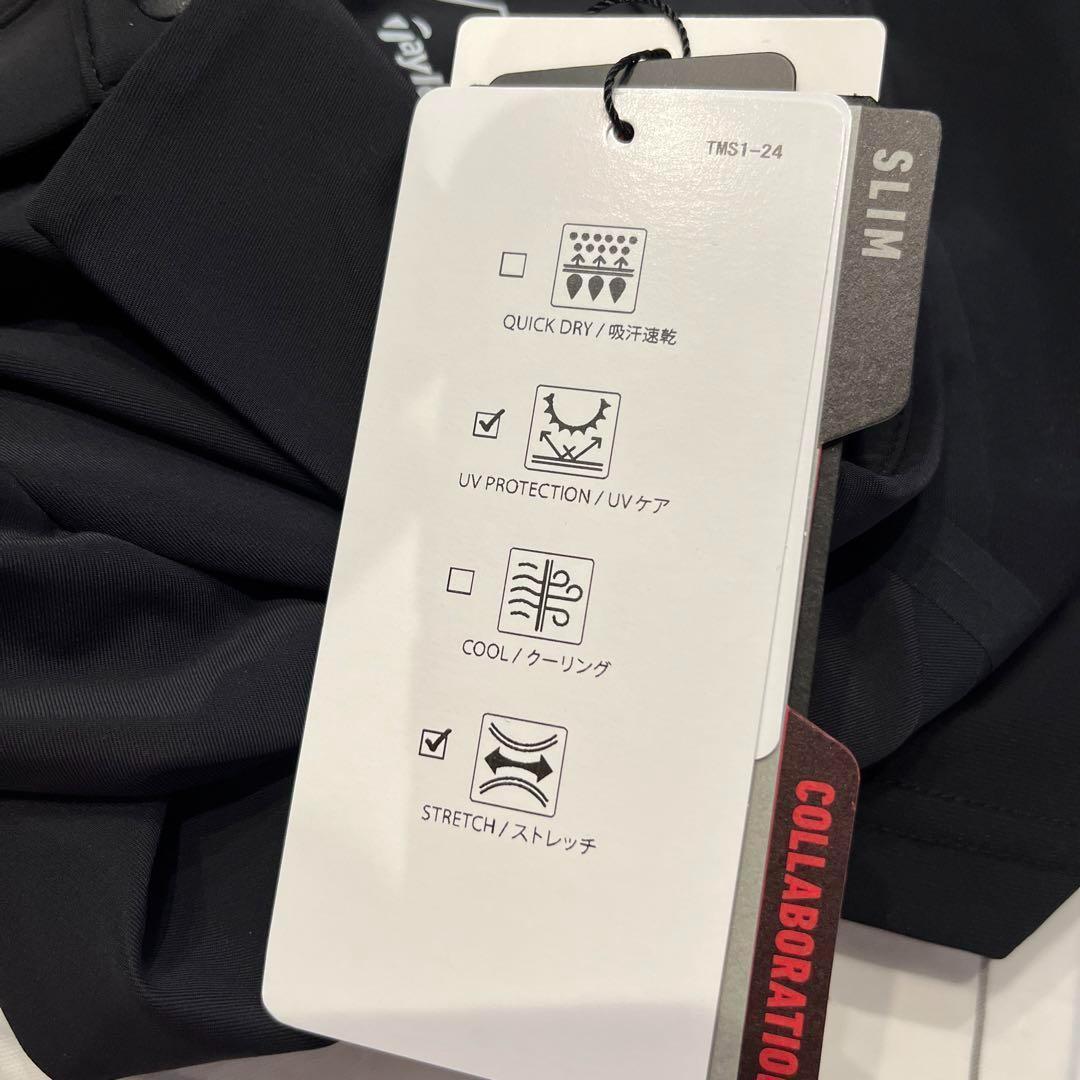 TMS1-24
SLIM
QUICK DRY / 吸汗速乾
UV PROTECTION / UVケア
COOL / クーリング
STRETCH / ストレッチ
COLLABORATION